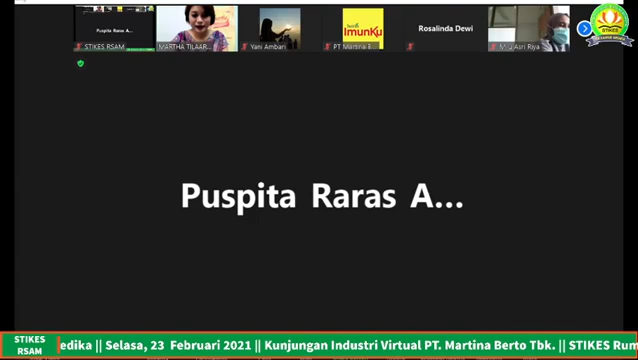 Puspita Raras A...
STIKES RSAM
MARTHA TILAAR...
Yani Ambari
ImunKu
PT Martina B...
Rosalinda Dewi
Asri Riya
STIKES
Puspita Raras A...
STIKES
RSAM
edika || Selasa, 23 Februari 2021 || Kunjungan Industri Virtual PT. Martina Berto Tbk. || STIKES Rum